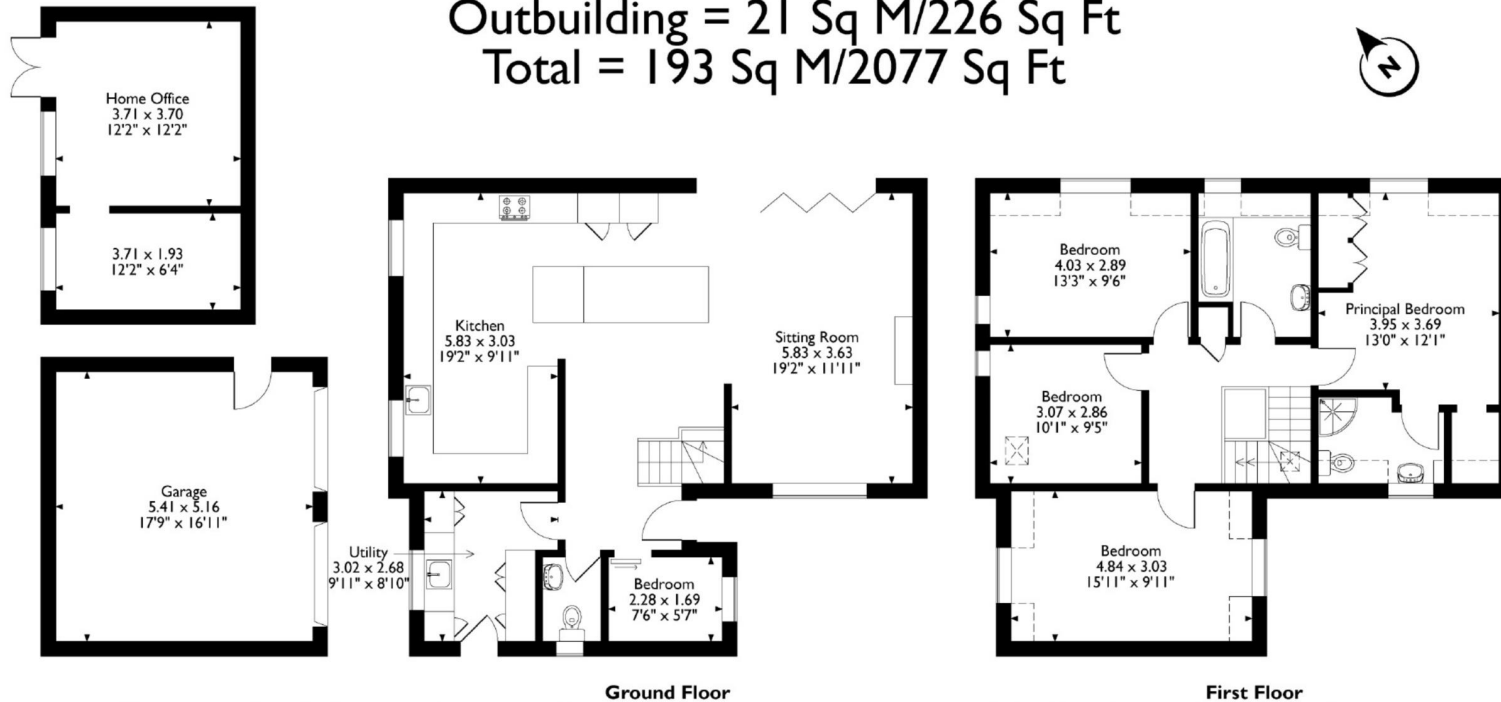 Outbuilding = 21 Sq M/226 Sq Ft
Total = 193 Sq M/2077 Sq Ft
N
Home Office
3.71 x 3.70
12'2" x 12'2"
3.71 x 1.93
12'2" x 6'4"
Garage
5.41 x 5.16
17'9" x 16'11"
Kitchen
5.83 x 3.03
19'2" x 9'11"
Sitting Room
5.83 x 3.63
19'2" x 11'11"
Utility
3.02 x 2.68
9'11" x 8'10"
Bedroom
2.28 x 1.69
7'6" x 5'7"
Ground Floor
Bedroom
4.03 x 2.89
13'3" x 9'6"
Principal Bedroom
3.95 x 3.69
13'0" x 12'1"
Bedroom
3.07 x 2.86
10'1" x 9'5"
Bedroom
4.84 x 3.03
15'11" x 9'11"
First Floor